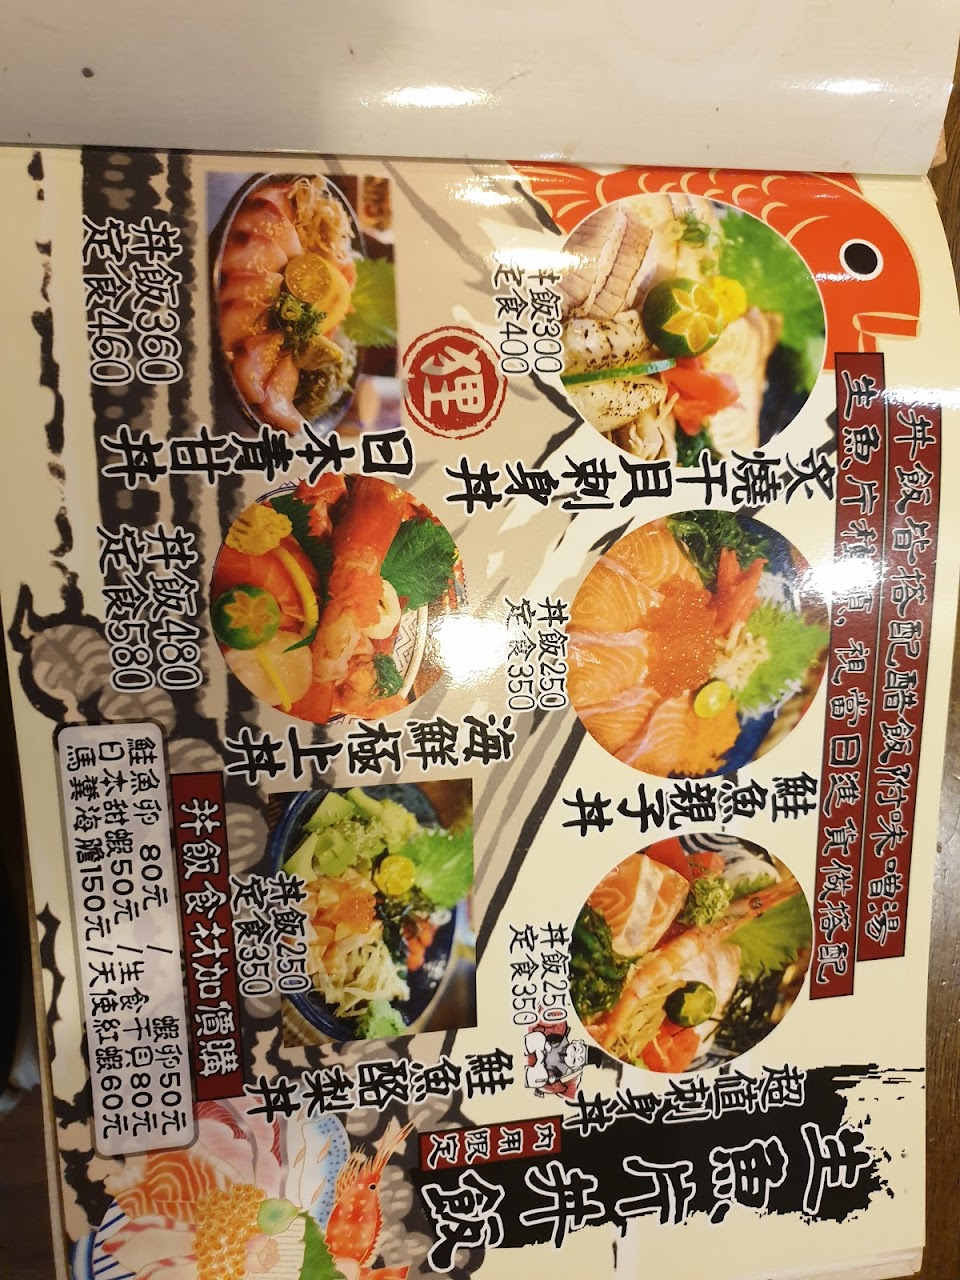 生魚片丼飯
內用限定
丼飯皆搭配醋飯附味噌湯
生魚片種類，視當日進貨做搭配
超值刺身丼
丼飯250
定食350
鮭魚親子丼
丼飯250
定食350
炙燒干貝刺身丼
丼飯300
定食400
狸
鮭魚酪梨丼
丼飯250
定食350
海鮮極上丼
丼飯480
定食580
日本青甘丼
丼飯360
定食460
丼飯食材加價購
鮭魚卵 80元 / 生食蝦卵50元
日本甜蝦50元 / 生食干貝80元
馬糞海膽150元/天使紅蝦60元